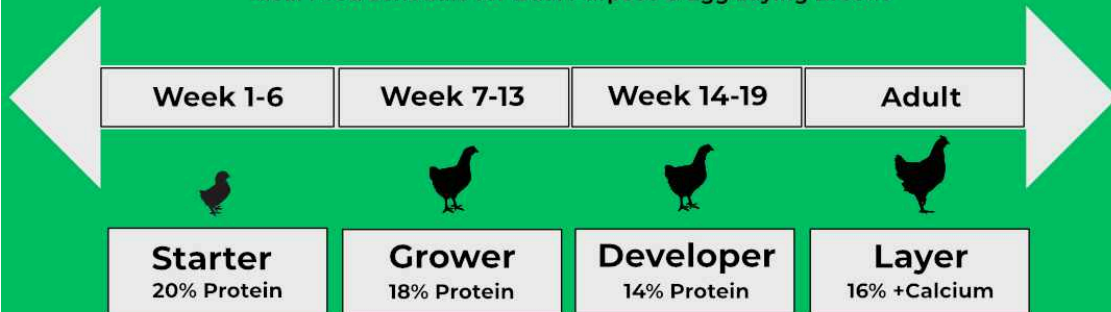 Week 1-6
Week 7-13
Week 14-19
Adult
Starter
20% Protein
Grower
18% Protein
Developer
14% Protein
Layer
16% +Calcium